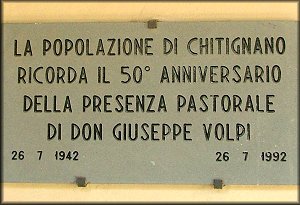 LA POPOLAZIONE DI CHITIGNANO
RICORDA IL 50° ANNIVERSARIO
DELLA PRESENZA PASTORALE
DI DON GIUSEPPE VOLPI
26 7 1942 26 7 1992